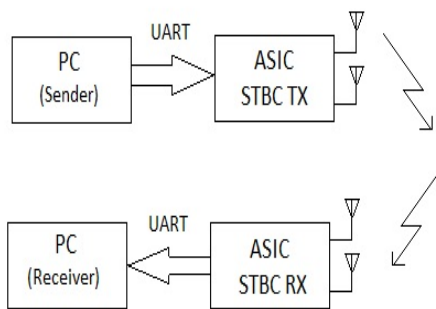 UART
PC
(Sender)
ASIC
STBC TX
UART
PC
(Receiver)
ASIC
STBC RX